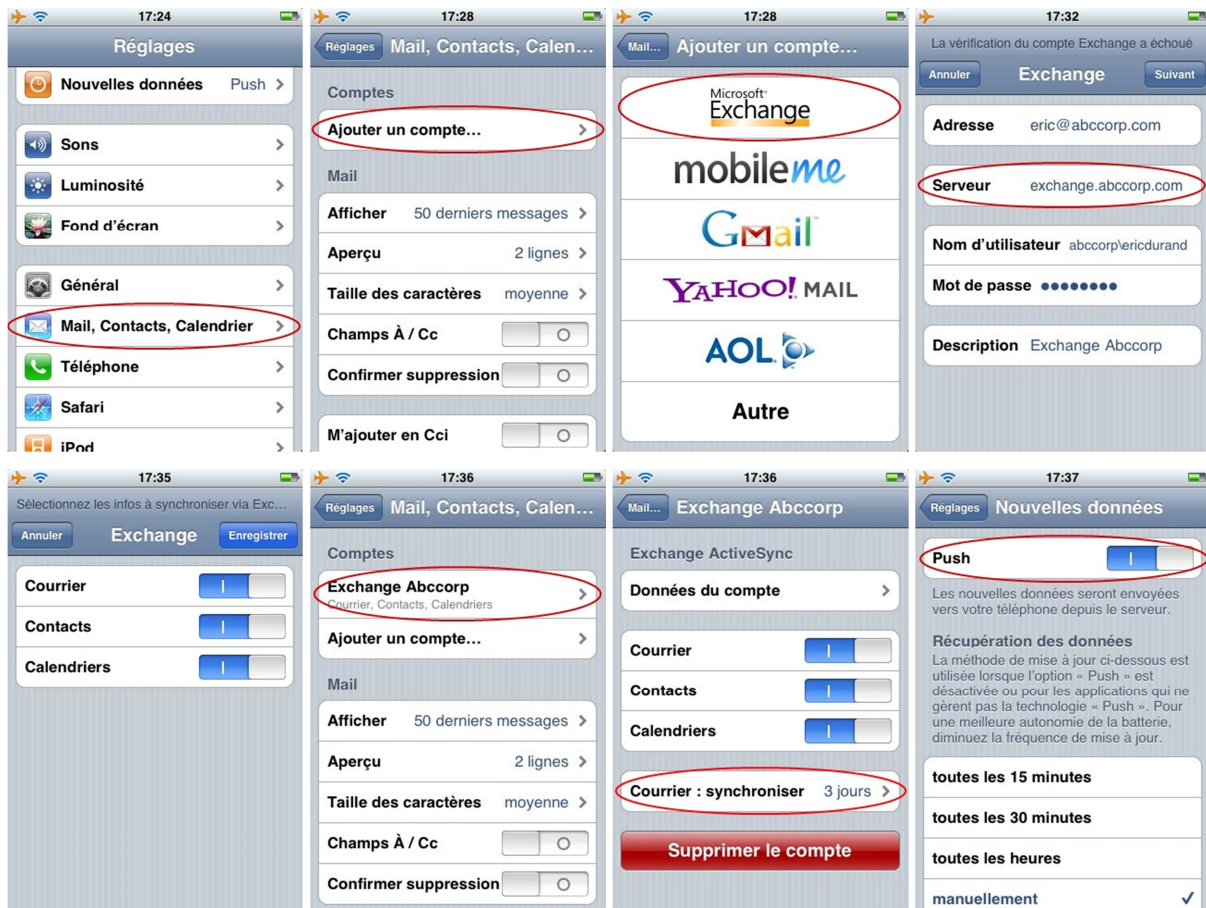 17:24
Réglages
Nouvelles données Push
Sons
Luminosité
Fond d'écran
Général
Mail, Contacts, Calendrier
Téléphone
Safari
iPod
17:28
Réglages Mail, Contacts, Calen...
Comptes
Ajouter un compte...
Mail
Afficher 50 derniers messages
Aperçu 2 lignes
Taille des caractères moyenne
Champs À / Cc
Confirmer suppression
M'ajouter en Cci
17:28
Mail... Ajouter un compte...
Microsoft®
Exchange
mobileme
Gmail™
YAHOO! MAIL
AOL
Autre
17:32
La vérification du compte Exchange a échoué
Annuler Exchange Suivant
Adresse eric@abccorp.com
Serveur exchange.abccorp.com
Nom d'utilisateur abccorp\ericdurand
Mot de passe ●●●●●●●●
Description Exchange Abccorp
17:35
Sélectionnez les infos à synchroniser via Exc...
Annuler Exchange Enregistrer
Courrier
Contacts
Calendriers
17:36
Réglages Mail, Contacts, Calen...
Comptes
Exchange Abccorp
Courrier, Contacts, Calendriers
Ajouter un compte...
Mail
Afficher 50 derniers messages
Aperçu 2 lignes
Taille des caractères moyenne
Champs À / Cc
Confirmer suppression
17:36
Mail... Exchange Abccorp
Exchange ActiveSync
Données du compte
Courrier
Contacts
Calendriers
Courrier : synchroniser 3 jours
Supprimer le compte
17:37
Réglages Nouvelles données
Push
Les nouvelles données seront envoyées
vers votre téléphone depuis le serveur.
Récupération des données
La méthode de mise à jour ci-dessous est
utilisée lorsque l'option « Push » est
désactivée ou pour les applications qui ne
gèrent pas la technologie « Push ». Pour
une meilleure autonomie de la batterie,
diminuez la fréquence de mise à jour.
toutes les 15 minutes
toutes les 30 minutes
toutes les heures
manuellement